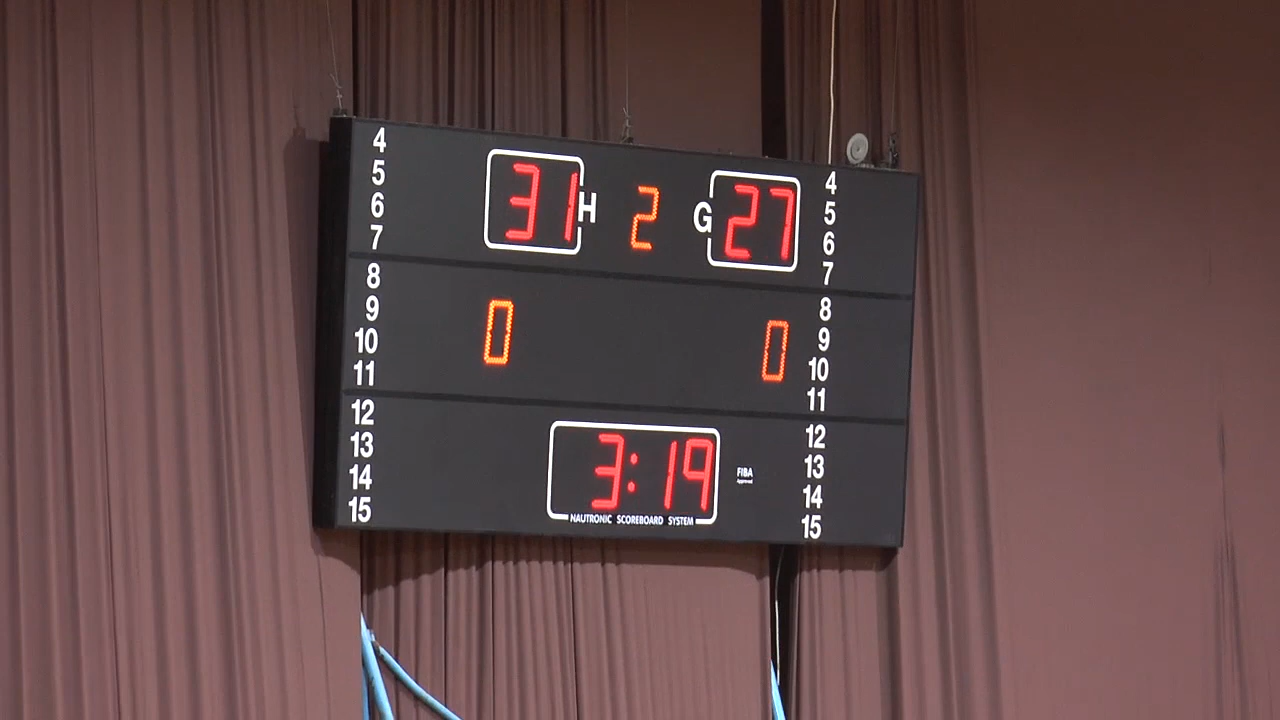 4 4
5 31 H 2 G 27 5
6 6
7 7
8 8
9 0 0 9
10 10
11 11
12 12
13 3:19 FIBA 13
Approved
14 14
15 NAUTRONIC SCOREBOARD SYSTEM 15